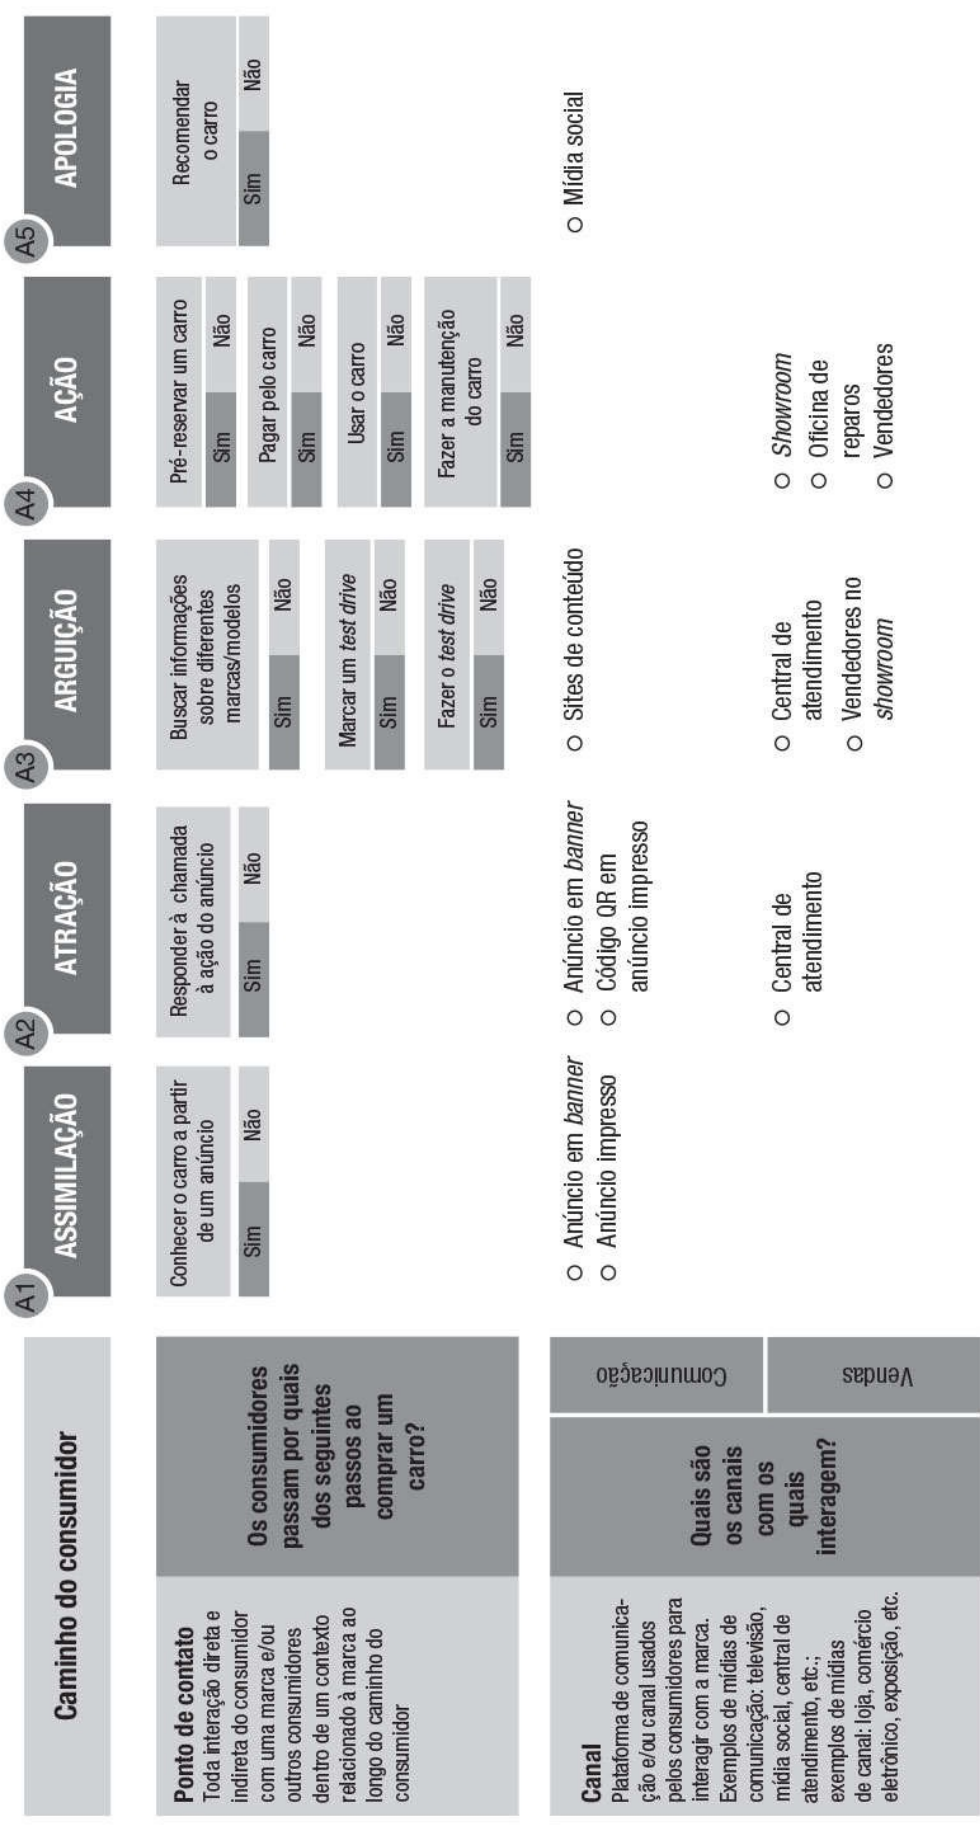 Caminho do consumidor
A1
ASSIMILAÇÃO
A2
ATRAÇÃO
A3
ARGUIÇÃO
A4
AÇÃO
A5
APOLOGIA
Ponto de contato
Toda interação direta e
indireta do consumidor
com uma marca e/ou
outros consumidores
dentro de um contexto
relacionado à marca ao
longo do caminho do
consumidor
Os consumidores
passam por quais
dos seguintes
passos ao
comprar um
carro?
Conhecer o carro a partir
de um anúncio
Sim Não
Responder à chamada
à ação do anúncio
Sim Não
Buscar informações
sobre diferentes
marcas/modelos
Sim Não
Marcar um test drive
Sim Não
Fazer o test drive
Sim Não
Pré-reservar um carro
Sim Não
Pagar pelo carro
Sim Não
Usar o carro
Sim Não
Fazer a manutenção
do carro
Sim Não
Recomendar
o carro
Sim Não
Canal
Plataforma de comunica-
ção e/ou canal usados
pelos consumidores para
interagir com a marca.
Exemplos de mídias de
comunicação: televisão,
mídia social, central de
atendimento, etc.;
exemplos de mídias
de canal: loja, comércio
eletrônico, exposição, etc.
Quais são
os canais
com os
quais
interagem?
Comunicação
○ Anúncio em banner
○ Anúncio impresso
○ Anúncio em banner
○ Código QR em
anúncio impresso
○ Sites de conteúdo
○ Mídia social
Vendas
○ Central de
atendimento
○ Central de
atendimento
○ Vendedores no
showroom
○ Showroom
○ Oficina de
reparos
○ Vendedores